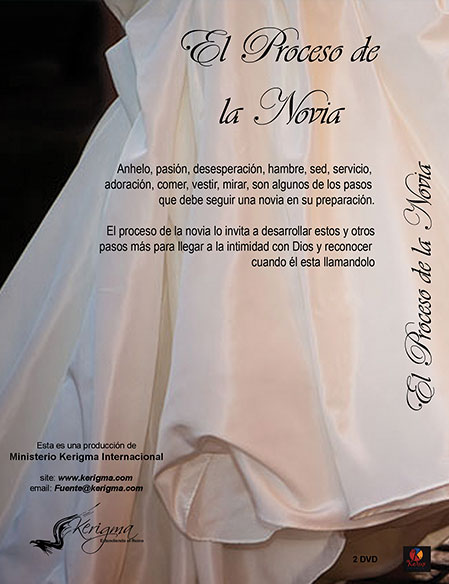 El Proceso de
la Novia
Anhelo, pasión, desesperación, hambre, sed, servicio,
adoración, comer, vestir, mirar, son algunos de los pasos
que debe seguir una novia en su preparación.
El proceso de la novia lo invita a desarrollar estos y otros
pasos más para llegar a la intimidad con Dios y reconocer
cuando él esta llamandolo
El Proceso de la Novia
Esta es una producción de
Ministerio Kerigma Internacional
site: www.kerigma.com
email: Fuente@kerigma.com
Kerigma
2 DVD